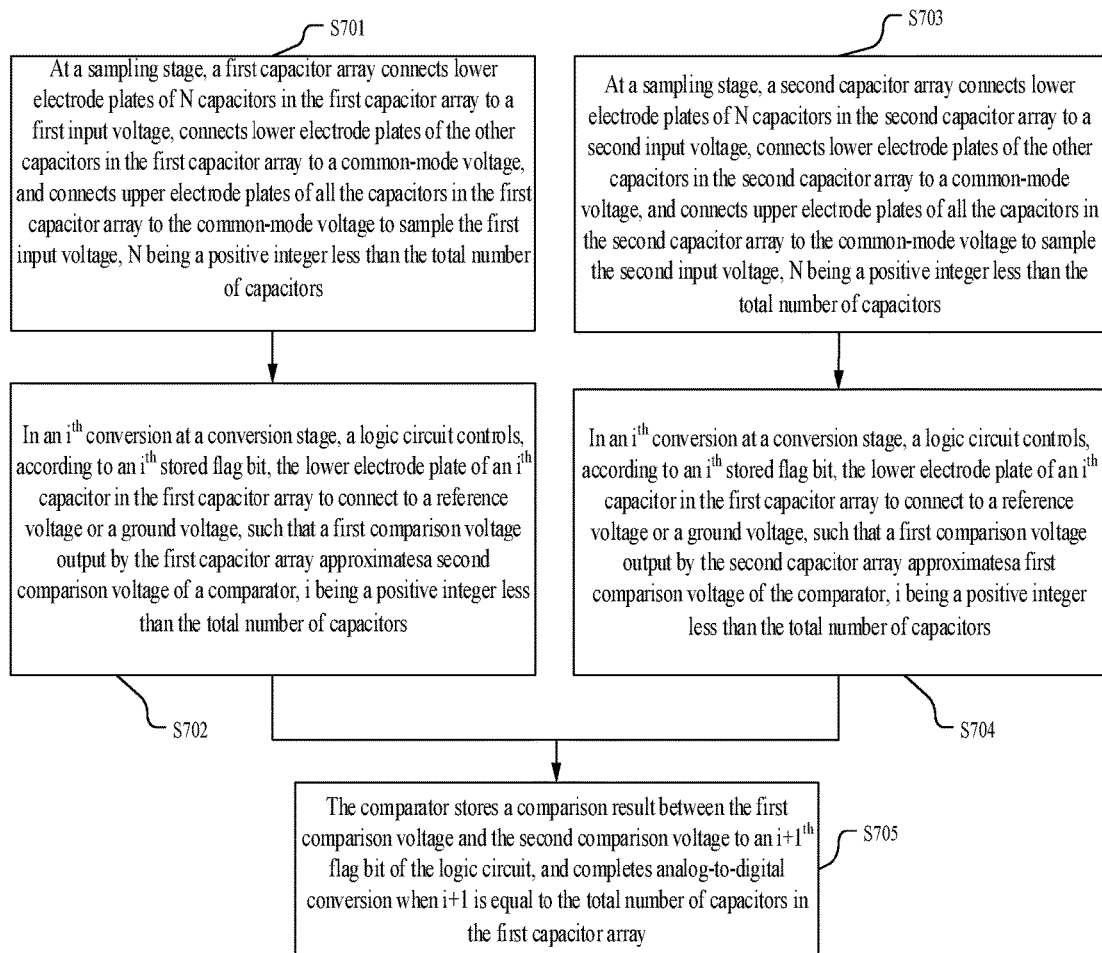 S701
At a sampling stage, a first capacitor array connects lower
electrode plates of N capacitors in the first capacitor array to a
first input voltage, connects lower electrode plates of the other
capacitors in the first capacitor array to a common-mode voltage,
and connects upper electrode plates of all the capacitors in the first
capacitor array to the common-mode voltage to sample the first
input voltage, N being a positive integer less than the total number
of capacitors
S703
At a sampling stage, a second capacitor array connects lower
electrode plates of N capacitors in the second capacitor array to a
second input voltage, connects lower electrode plates of the other
capacitors in the second capacitor array to a common-mode
voltage, and connects upper electrode plates of all the capacitors in
the second capacitor array to the common-mode voltage to sample
the second input voltage, N being a positive integer less than the
total number of capacitors
In an i^th conversion at a conversion stage, a logic circuit controls,
according to an i^th stored flag bit, the lower electrode plate of an i^th
capacitor in the first capacitor array to connect to a reference
voltage or a ground voltage, such that a first comparison voltage
output by the first capacitor array approximatesa second
comparison voltage of a comparator, i being a positive integer less
than the total number of capacitors
S702
In an i^th conversion at a conversion stage, a logic circuit controls,
according to an i^th stored flag bit, the lower electrode plate of an i^th
capacitor in the first capacitor array to connect to a reference
voltage or a ground voltage, such that a first comparison voltage
output by the second capacitor array approximatesa first
comparison voltage of the comparator, i being a positive integer
less than the total number of capacitors
S704
The comparator stores a comparison result between the first
comparison voltage and the second comparison voltage to an i+1^th
flag bit of the logic circuit, and completes analog-to-digital
conversion when i+1 is equal to the total number of capacitors in
the first capacitor array
S705